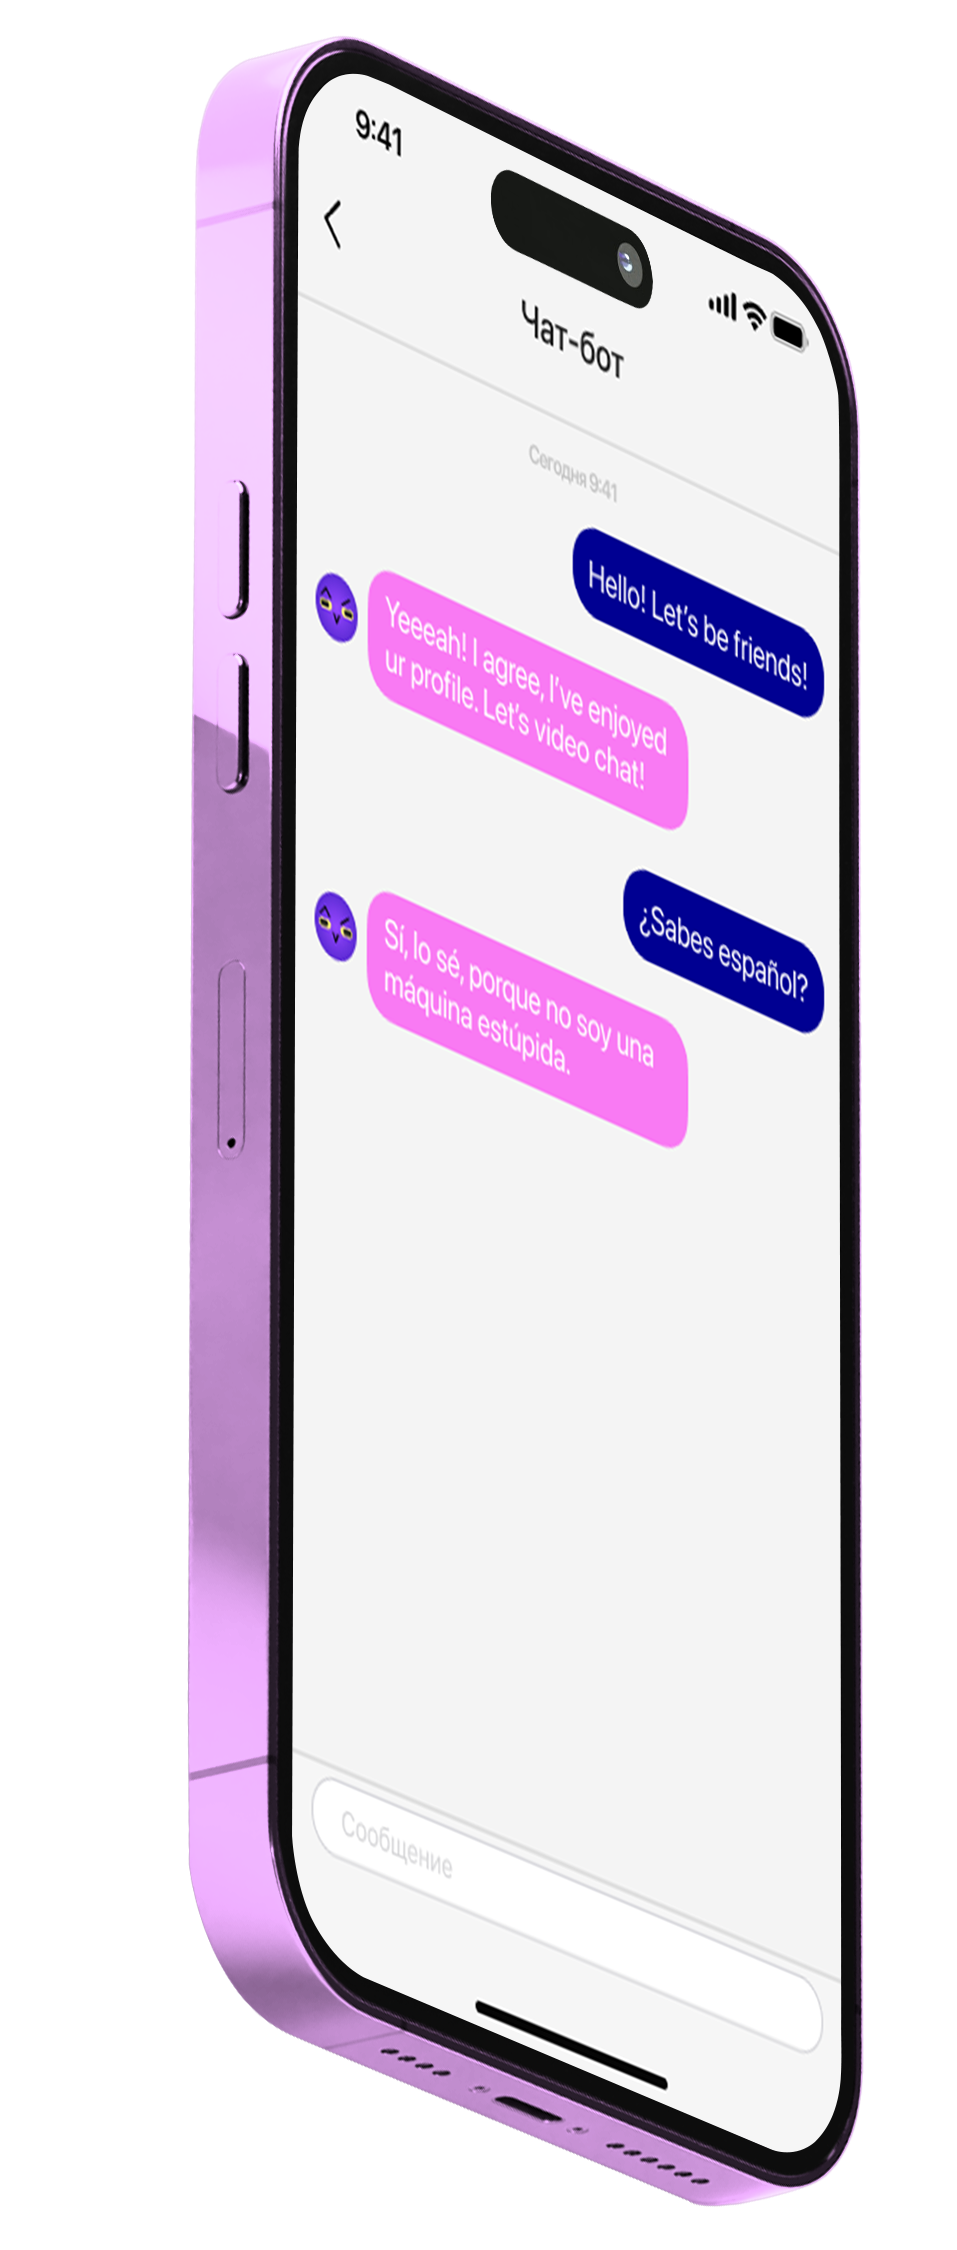 9:41
Чат-бот
Сегодня 9:41
Hello! Let's be friends!
Yeeeah! I agree, I've enjoyed
ur profile. Let's video chat!
¿Sabes español?
Sí, lo sé, porque no soy una
máquina estúpida.
Сообщение